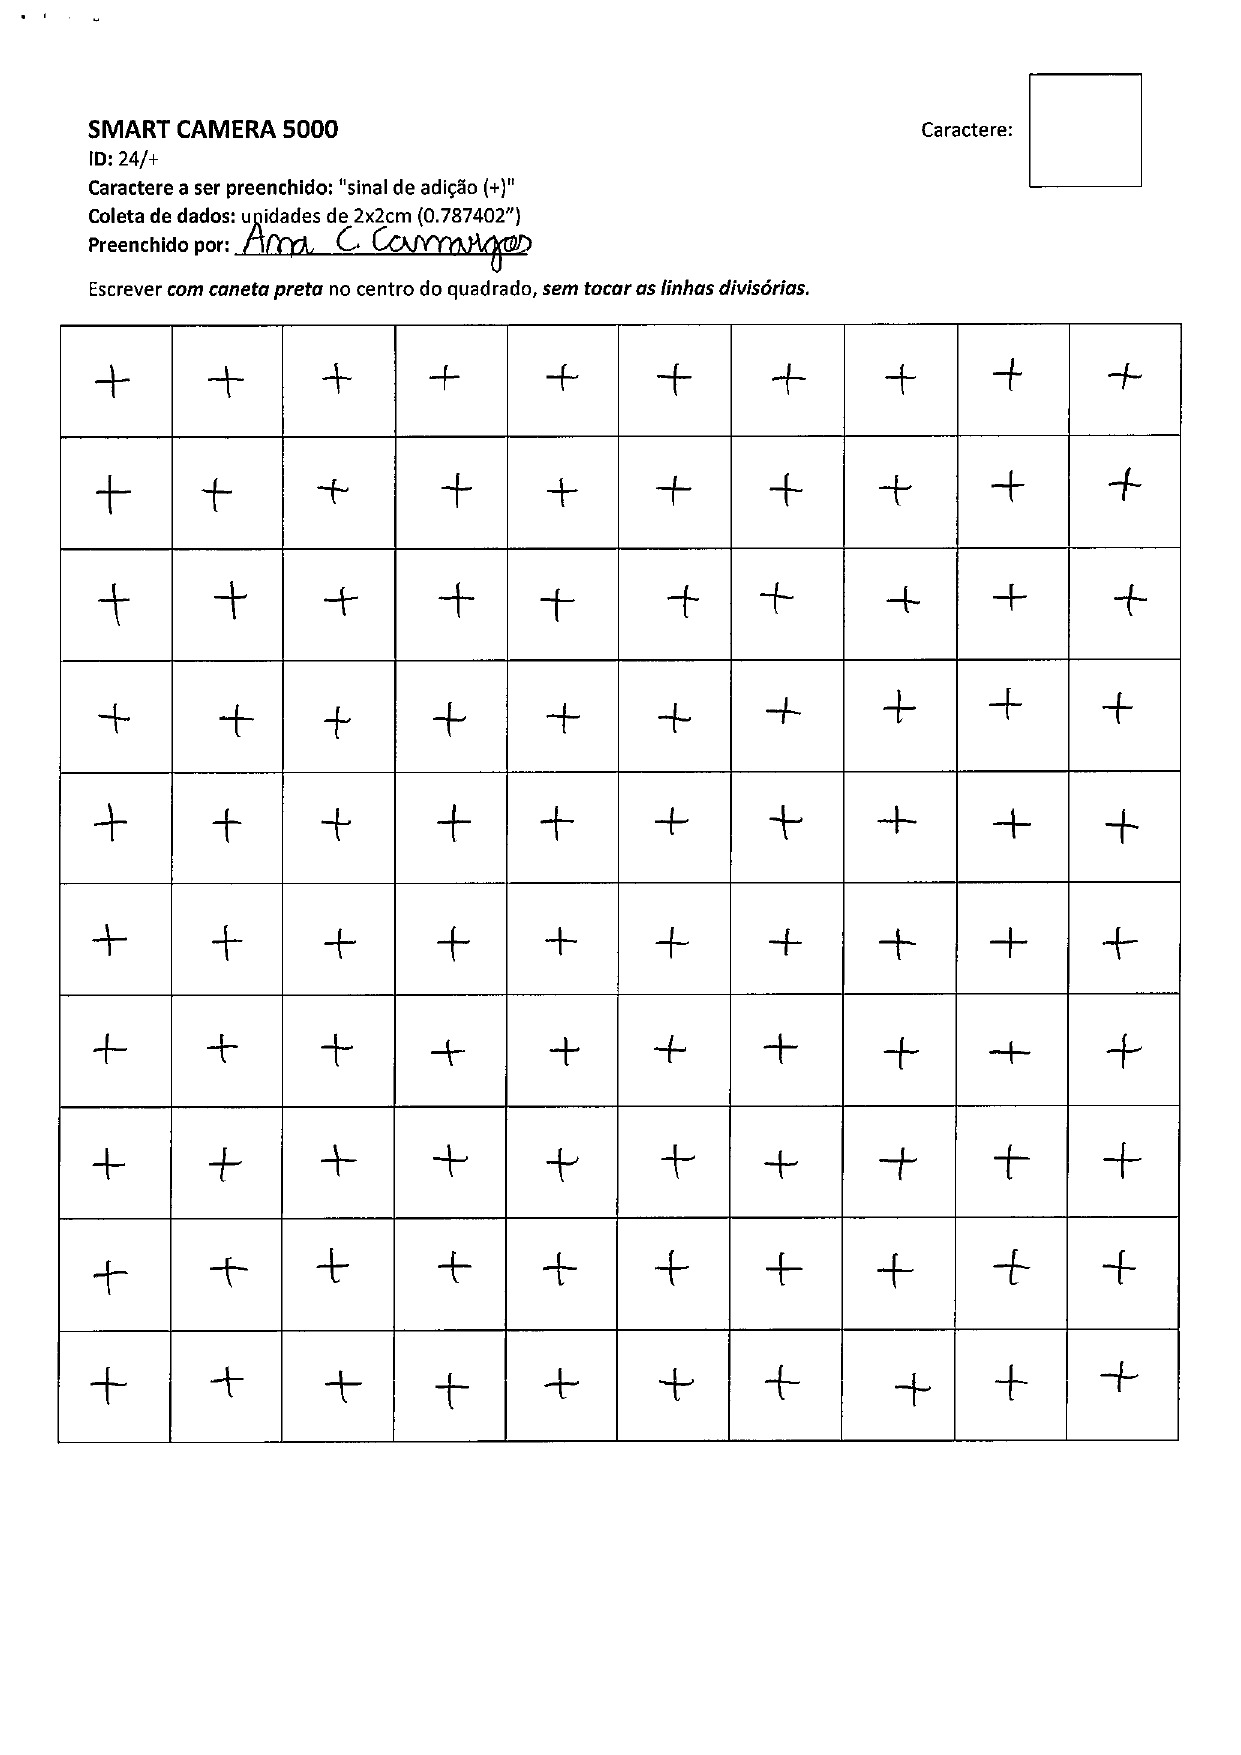 SMART CAMERA 5000
Caractere:
ID: 24/+
Caractere a ser preenchido: "sinal de adição (+)"
Coleta de dados: unidades de 2x2cm (0.787402")
Preenchido por: Ana C. Camargos
Escrever com caneta preta no centro do quadrado, sem tocar as linhas divisórias.
+ + + + + + + + + +
+ + + + + + + + + +
+ + + + + + + + + +
+ + + + + + + + + +
+ + + + + + + + + +
+ + + + + + + + + +
+ + + + + + + + + +
+ + + + + + + + + +
+ + + + + + + + + +
+ + + + + + + + + +